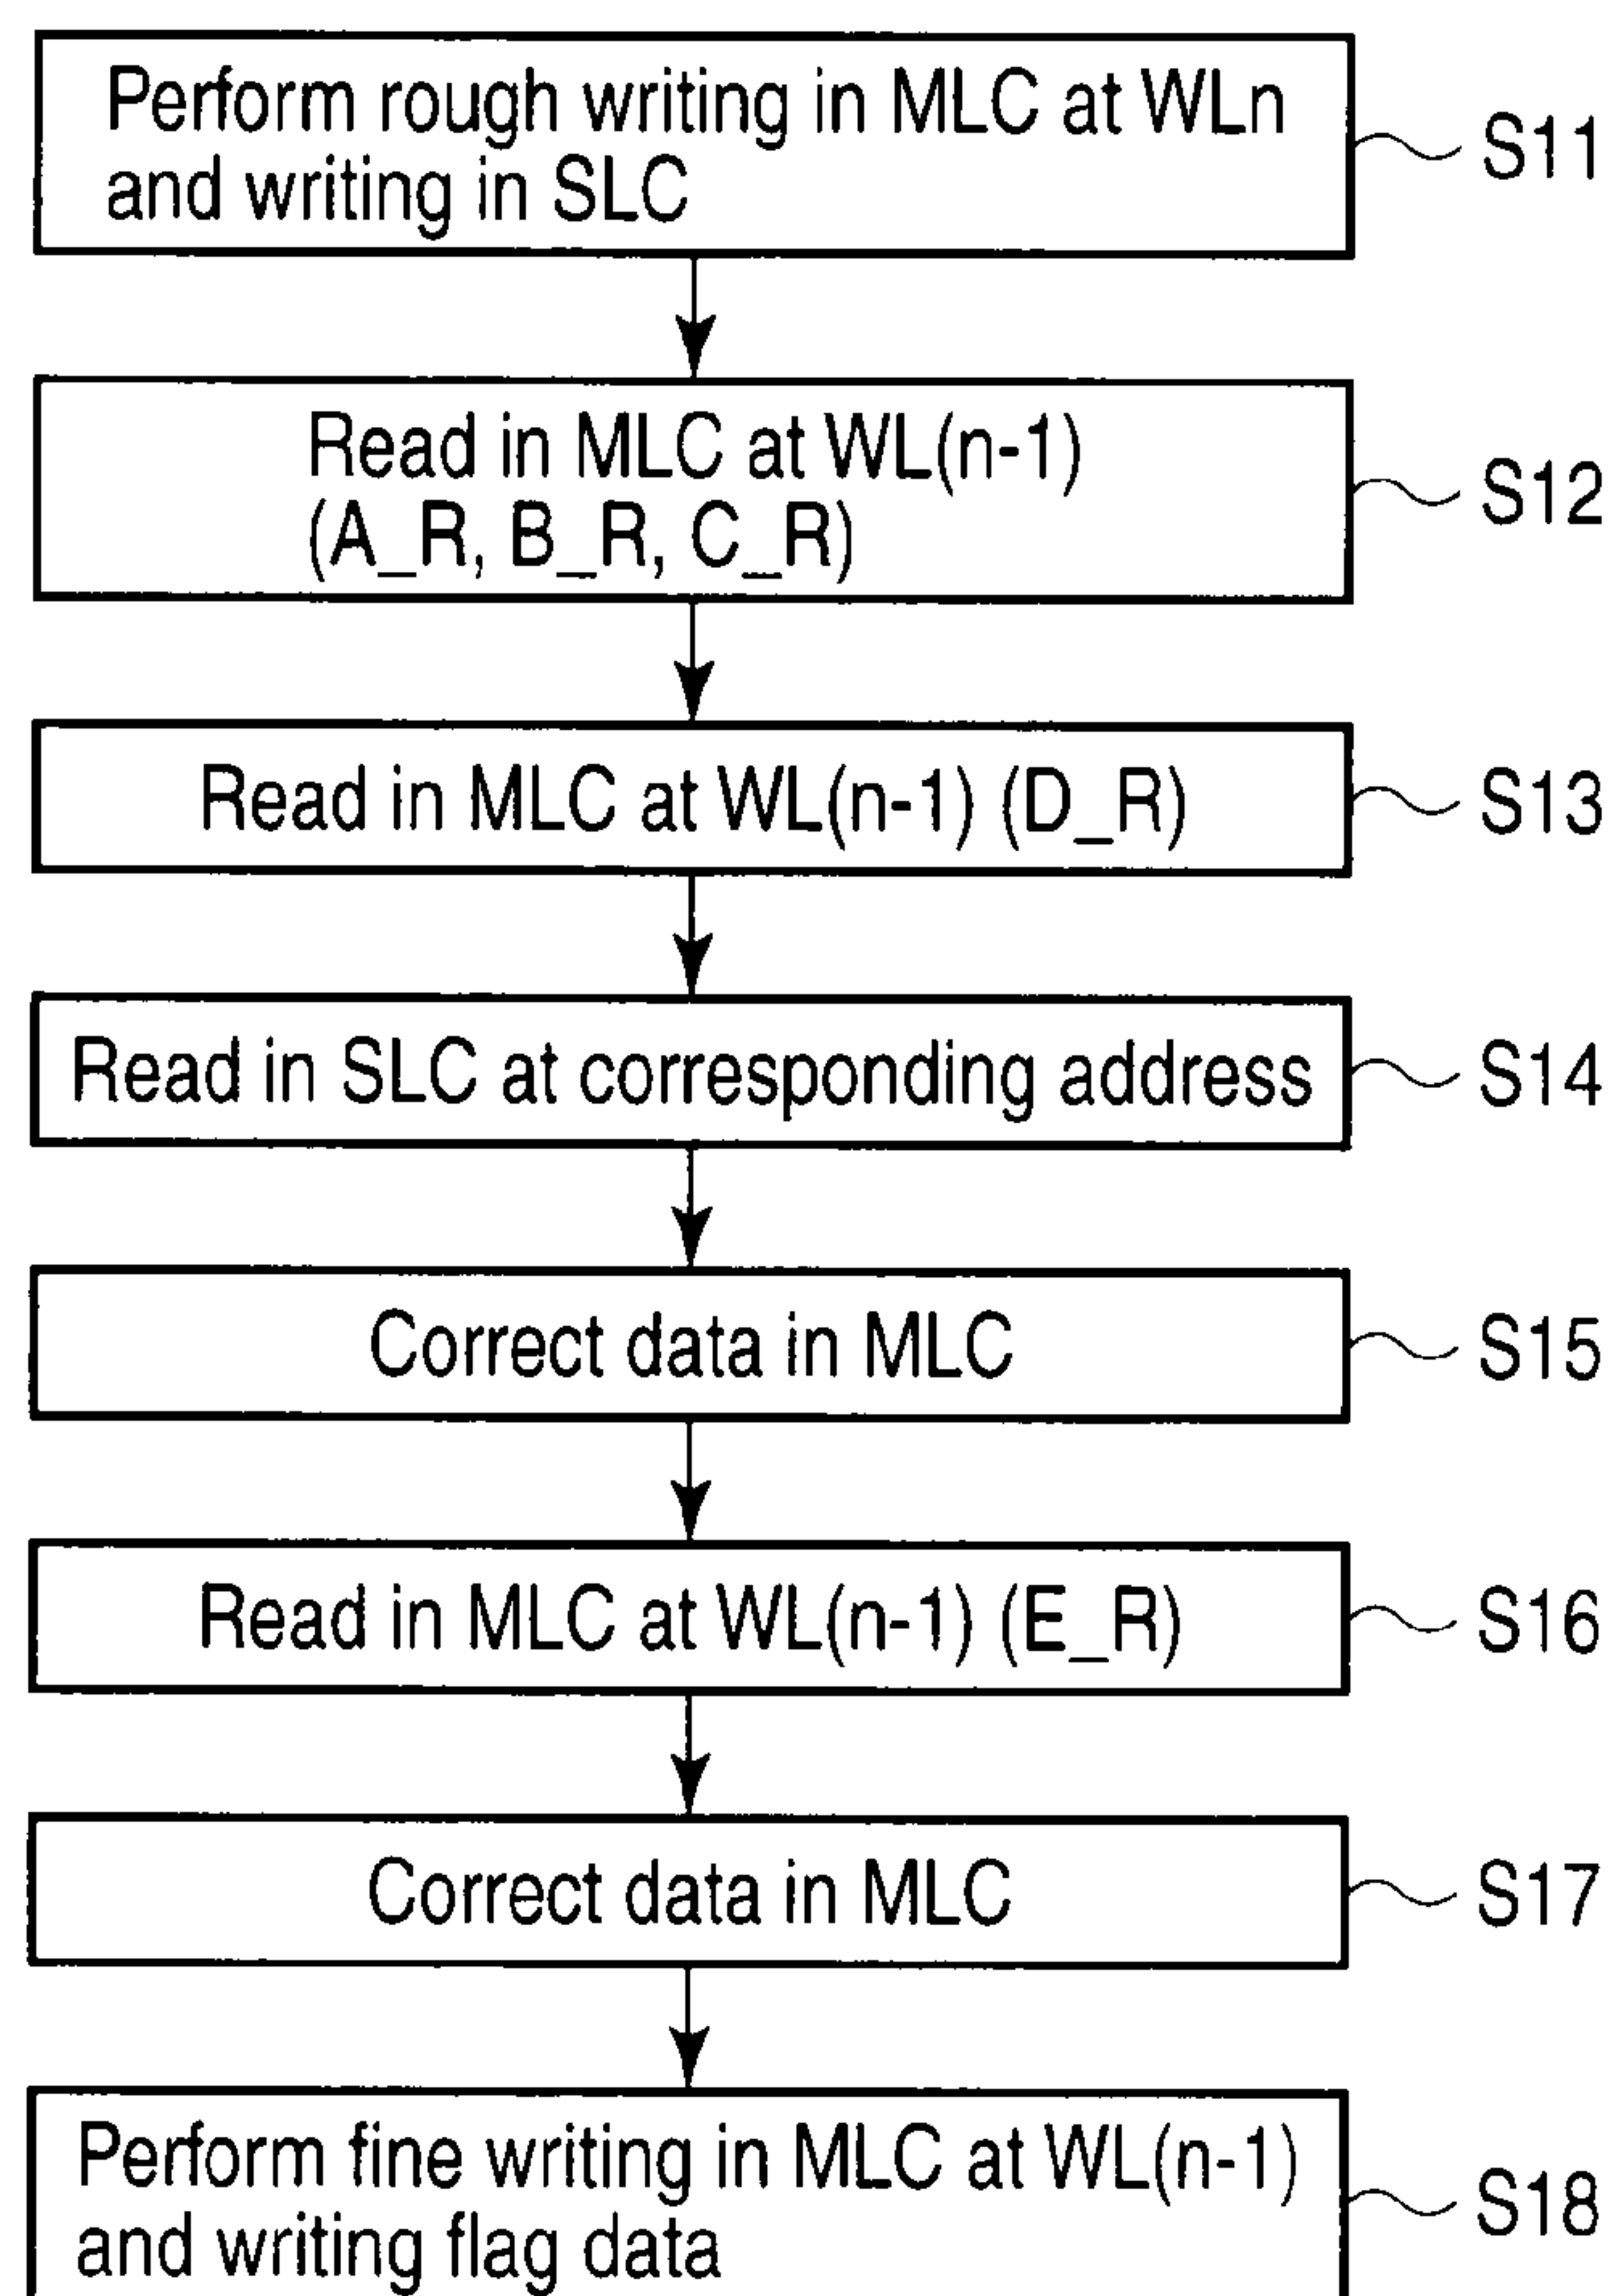 Perform rough writing in MLC at WLn
and writing in SLC
S11
Read in MLC at WL(n-1)
(A_R, B_R, C_R)
S12
Read in MLC at WL(n-1) (D_R)
S13
Read in SLC at corresponding address
S14
Correct data in MLC
S15
Read in MLC at WL(n-1) (E_R)
S16
Correct data in MLC
S17
Perform fine writing in MLC at WL(n-1)
and writing flag data
S18